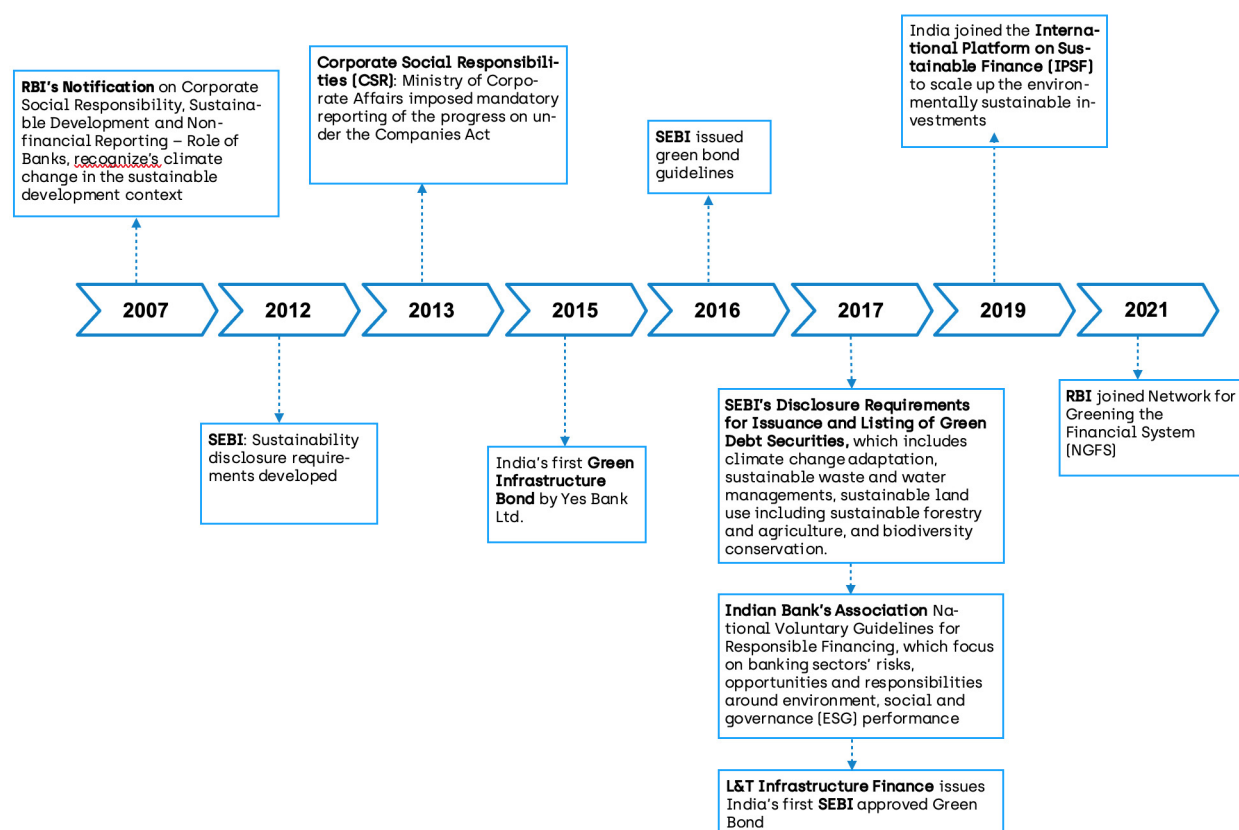 RBI's Notification on Corporate
Social Responsibility, Sustaina-
ble Development and Non-
financial Reporting – Role of
Banks, recognize's climate
change in the sustainable
development context
Corporate Social Responsibili-
ties (CSR): Ministry of Corpo-
rate Affairs imposed mandatory
reporting of the progress on un-
der the Companies Act
SEBI issued
green bond
guidelines
India joined the Interna-
tional Platform on Sus-
tainable Finance (IPSF)
to scale up the environ-
mentally sustainable in-
vestments
2007
2012
2013
2015
2016
2017
2019
2021
SEBI: Sustainability
disclosure require-
ments developed
India's first Green
Infrastructure
Bond by Yes Bank
Ltd.
SEBI's Disclosure Requirements
for Issuance and Listing of Green
Debt Securities, which includes
climate change adaptation,
sustainable waste and water
managements, sustainable land
use including sustainable forestry
and agriculture, and biodiversity
conservation.
Indian Bank's Association Na-
tional Voluntary Guidelines for
Responsible Financing, which focus
on banking sectors' risks,
opportunities and responsibilities
around environment, social and
governance (ESG) performance
L&T Infrastructure Finance issues
India's first SEBI approved Green
Bond
RBI joined Network for
Greening the
Financial System
(NGFS)